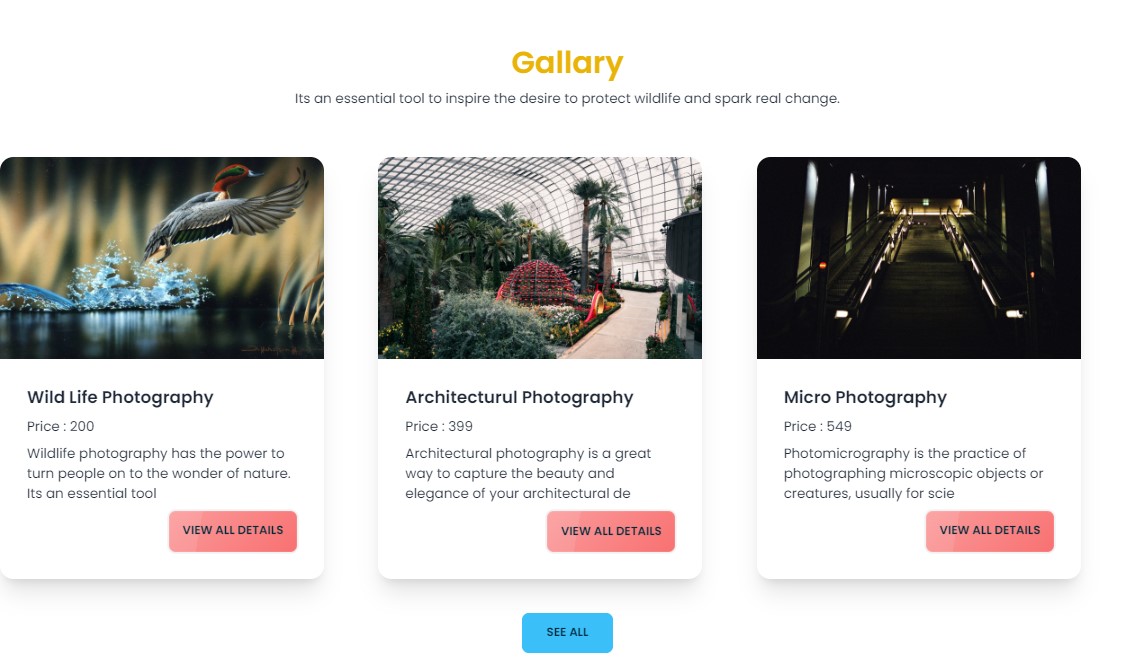 Gallary
Its an essential tool to inspire the desire to protect wildlife and spark real change.
Wild Life Photography
Price : 200
Wildlife photography has the power to
turn people on to the wonder of nature.
Its an essential tool
VIEW ALL DETAILS
Architecturul Photography
Price : 399
Architectural photography is a great
way to capture the beauty and
elegance of your architectural de
VIEW ALL DETAILS
Micro Photography
Price : 549
Photomicrography is the practice of
photographing microscopic objects or
creatures, usually for scie
VIEW ALL DETAILS
SEE ALL